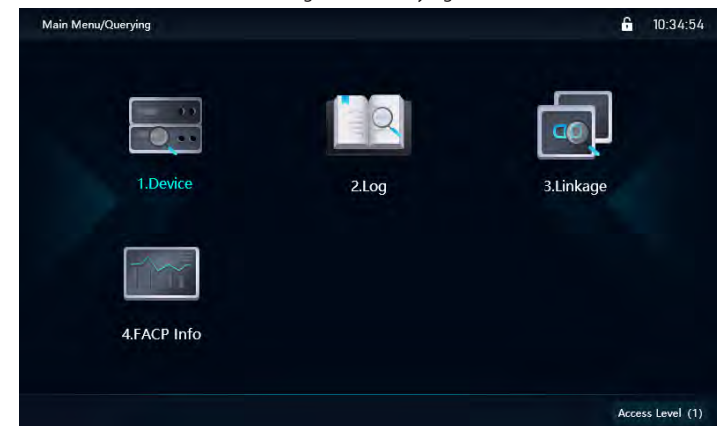 Main Menu/Querying
10:34:54
1.Device
2.Log
3.Linkage
4.FACP Info
Access Level (1)